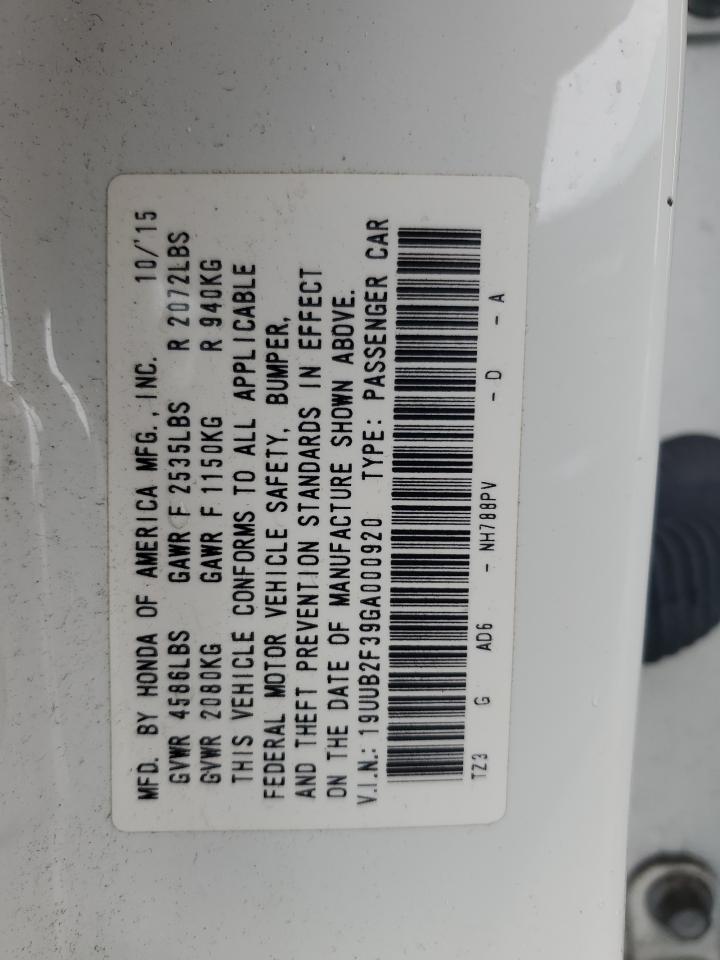 MFD. BY HONDA OF AMERICA MFG., INC. 10/'15
GVWR 4586LBS GAWR F 2535LBS R 2072LBS
GVWR 2080KG GAWR F 1150KG R 940KG
THIS VEHICLE CONFORMS TO ALL APPLICABLE
FEDERAL MOTOR VEHICLE SAFETY, BUMPER,
AND THEFT PREVENTION STANDARDS IN EFFECT
ON THE DATE OF MANUFACTURE SHOWN ABOVE.
V.I.N.: 19UUB2F39GA000920 TYPE: PASSENGER CAR
TZ3 G AD6 - NH788PV - D - A